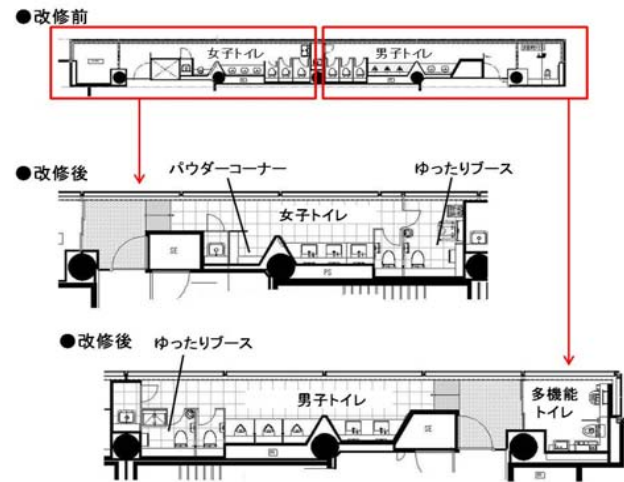 ●改修前
女子トイレ
男子トイレ
●改修後
パウダーコーナー
ゆったりブース
女子トイレ
SE
PS
●改修後
ゆったりブース
男子トイレ
多機能
トイレ
SE